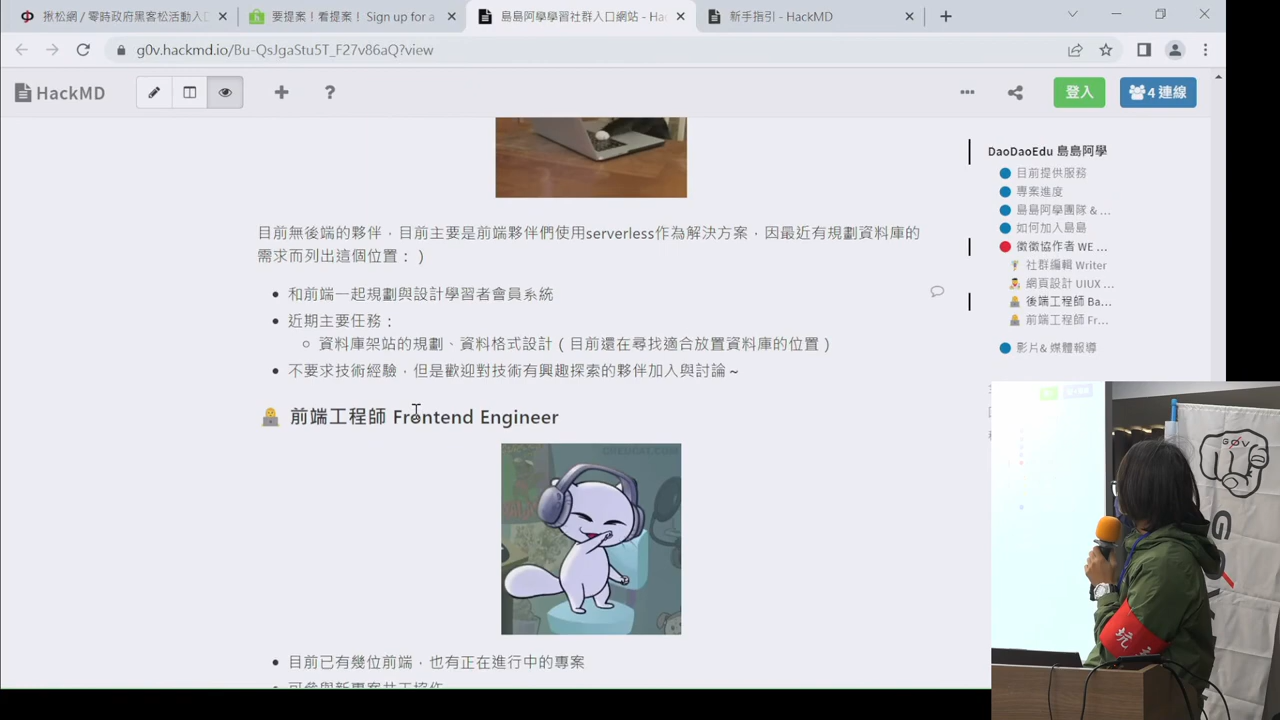 揪松網 / 零時政府黑客松活動入口
要提案！看提案！ Sign up for a
島島阿學學習社群入口網站 - Ha
新手指引 - HackMD
g0v.hackmd.io/Bu-QsJgaStu5T_F27v86aQ?view
HackMD
登入
4 連線
DaoDaoEdu 島島阿學
目前提供服務
專案進度
島島阿學團隊 & ...
如何加入島島
徵徵協作者 WE ...
社群編輯 Writer
網頁設計 UIUX ...
後端工程師 Ba...
前端工程師 Fr...
影片& 媒體報導
目前無後端的夥伴，目前主要是前端夥伴們使用serverless作為解決方案，因最近有規劃資料庫的
需求而列出這個位置：)
和前端一起規劃與設計學習者會員系統
近期主要任務：
資料庫架站的規劃、資料格式設計（目前還在尋找適合放置資料庫的位置）
不要求技術經驗，但是歡迎對技術有興趣探索的夥伴加入與討論～
前端工程師 Frontend Engineer
目前已有幾位前端，也有正在進行中的專案
可參與新專案共工協作
G0V
坑